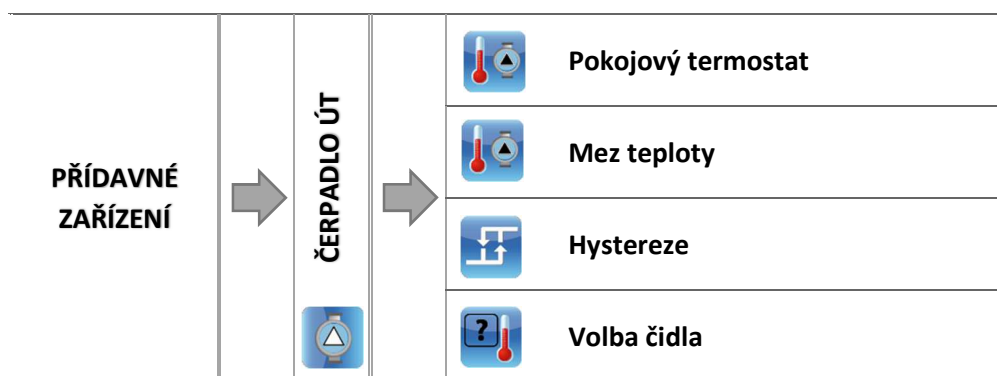 PŘÍDAVNÉ
ZAŘÍZENÍ
ČERPADLO ÚT
Pokojový termostat
Mez teploty
Hystereze
?
Volba čidla